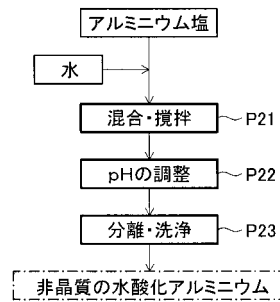 アルミニウム塩
水
混合・攪拌
P21
pHの調整
P22
分離・洗浄
P23
非晶質の水酸化アルミニウム